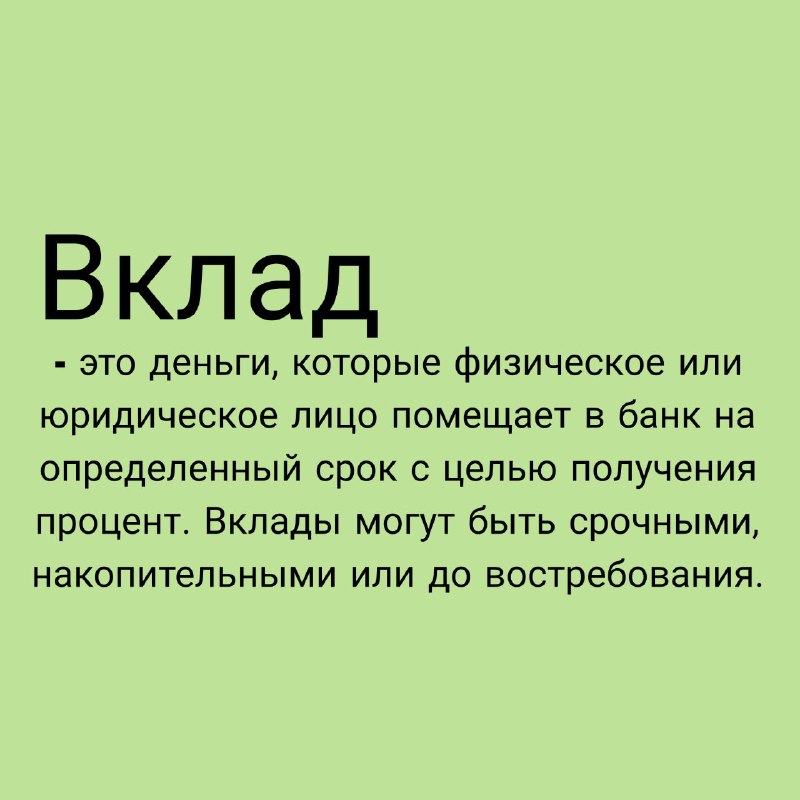 Вклад
- это деньги, которые физическое или
юридическое лицо помещает в банк на
определенный срок с целью получения
процент. Вклады могут быть срочными,
накопительными или до востребования.